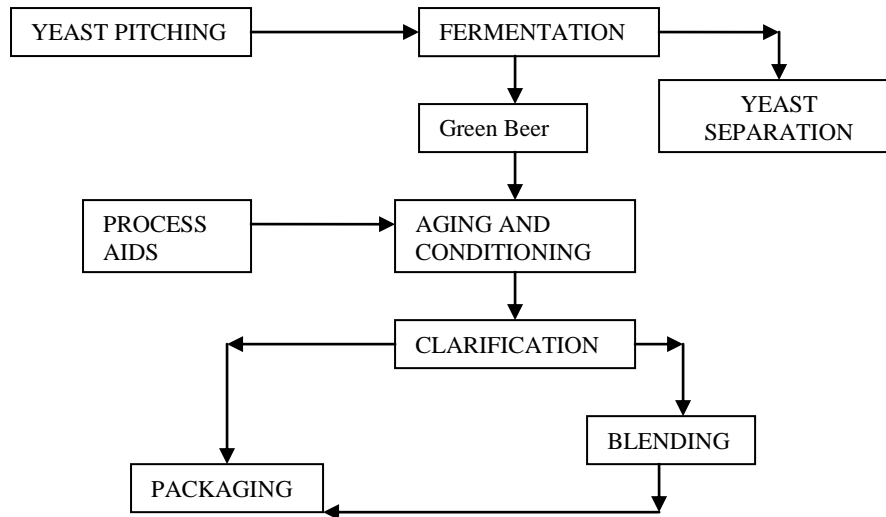 YEAST PITCHING
FERMENTATION
YEAST
SEPARATION
Green Beer
PROCESS
AIDS
AGING AND
CONDITIONING
CLARIFICATION
BLENDING
PACKAGING